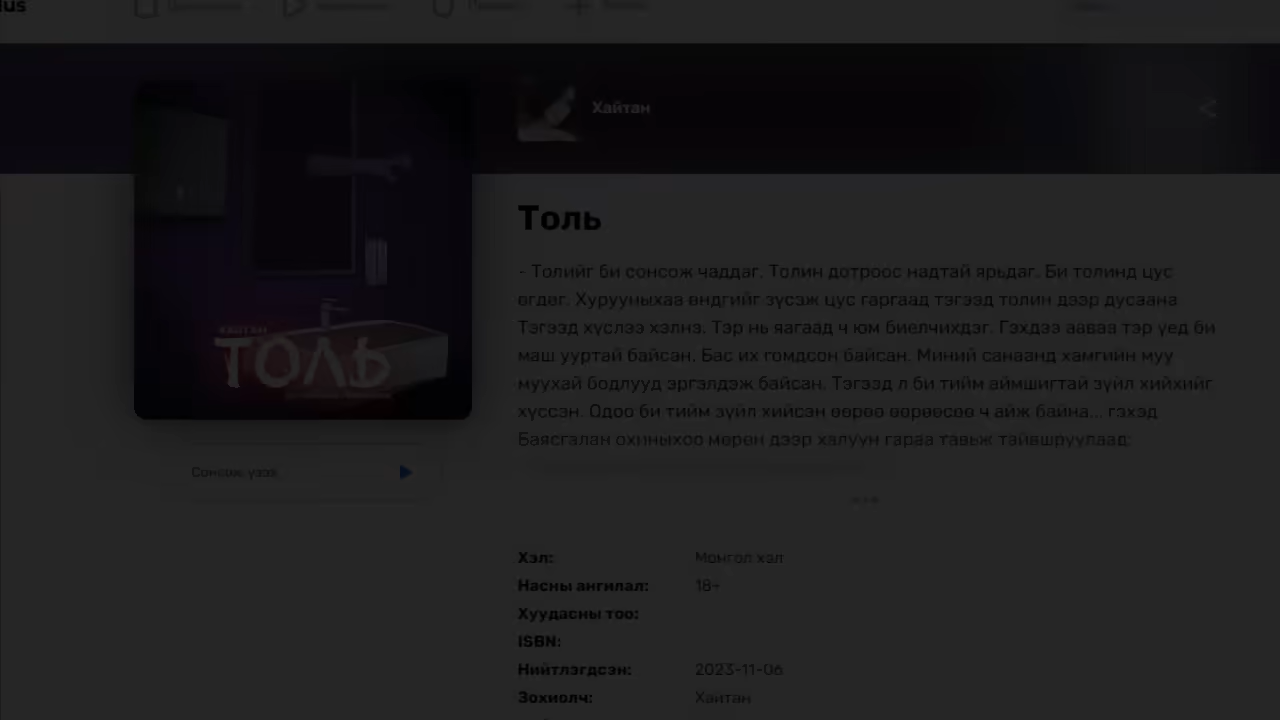 lus
Хайтан
Толь
- Толийг би сонсож чаддаг. Толин дотроос надтай ярьдаг. Би толинд цус
өгдөг. Хурууныхаа өндгийг зүсэж цус гаргаад тэгээд толин дээр дусаана.
Тэгээд хүслээ хэлнэ. Тэр нь яагаад ч юм биелчихдэг. Гэхдээ ааваа тэр үед би
маш ууртай байсан. Бас их гомдсон байсан. Миний санаанд хамгийн муу
муухай бодлууд эргэлдэж байсан. Тэгээд л би тийм аймшигтай зүйл хийхийг
хүссэн. Одоо би тийм зүйл хийсэн өөрөө өөрөөсөө ч айж байна... гэхэд
Баясгалан охиныхоо мөрөн дээр халуун гараа тавьж тайвшруулаад:
ХАЙТАН
ТОЛЬ
Сонсож үзэх
Хэл: Монгол хэл
Насны ангилал: 18+
Хуудасны тоо:
ISBN:
Нийтлэгдсэн: 2023-11-06
Зохиолч: Хайтан